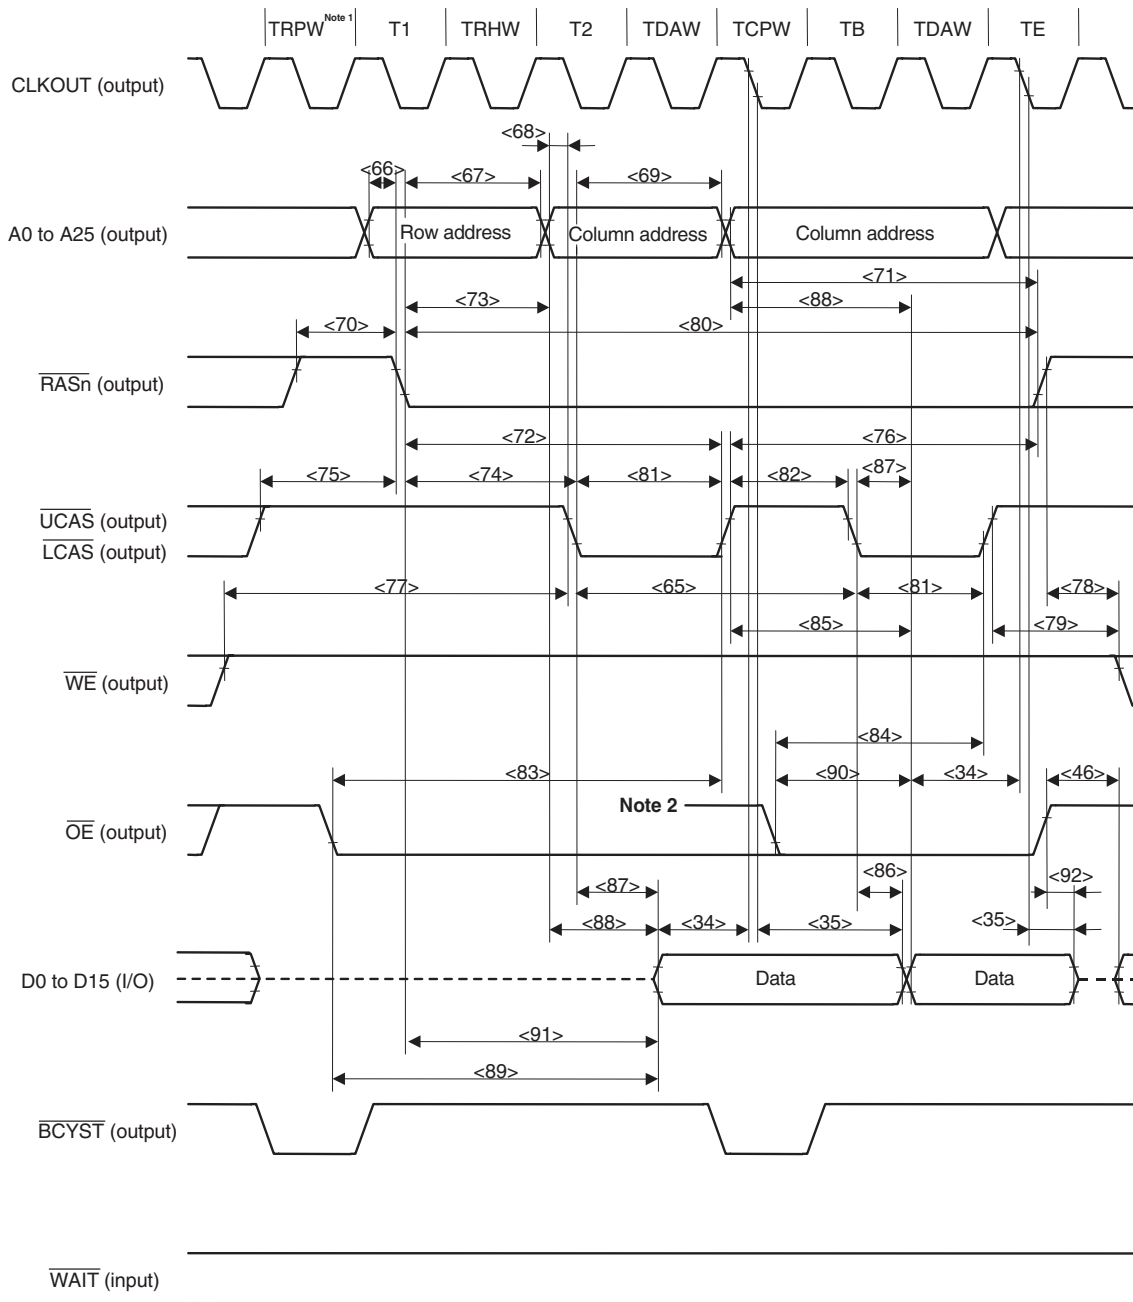 TRPW Note 1 T1 TRHW T2 TDAW TCPW TB TDAW TE
CLKOUT (output)
<68>
<66> <67> <69>
A0 to A25 (output) Row address Column address Column address
<71>
<73> <88>
<70> <80>
RASn (output)
<72> <76>
<75> <74> <81> <82> <87>
UCAS (output)
LCAS (output)
<77> <65> <81> <78>
<85> <79>
WE (output)
<84>
<83> <90> <34> <46>
Note 2
OE (output)
<87> <86> <92>
<88> <34> <35> <35>
D0 to D15 (I/O) Data Data
<91>
<89>
BCYST (output)
WAIT (input)